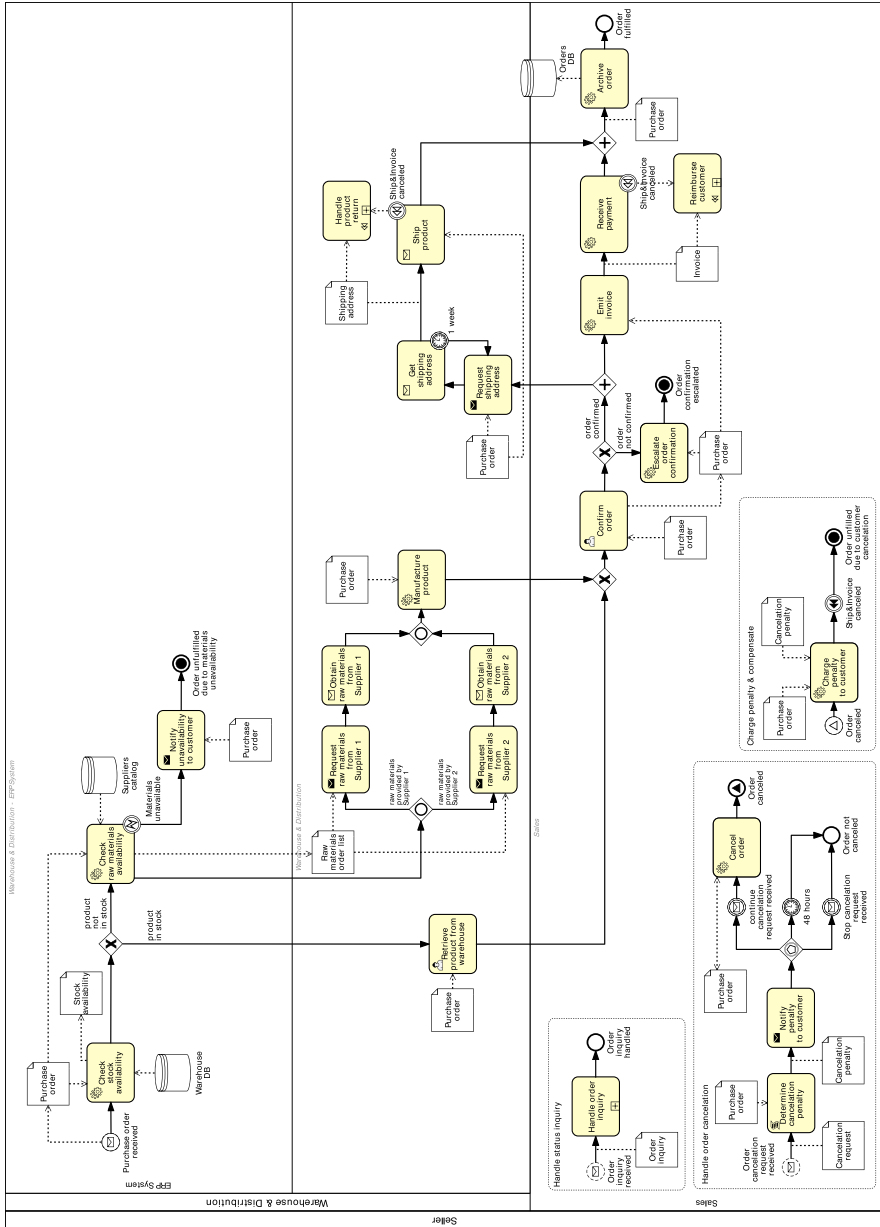 Seller
Warehouse & Distribution
ERP System
Warehouse & Distribution - ERP System
Purchase order
received
Purchase
order
Check
stock
availability
Warehouse
DB
Stock
availability
product
not
in stock
product
in stock
Check
raw materials
availability
Suppliers
catalog
Materials
unavailable
Notify
unavailability
to customer
Purchase
order
Order unfulfilled
due to materials
unavailability
Warehouse & Distribution
Purchase
order
Retrieve
product from
warehouse
Raw
materials
order list
raw materials
provided by
Supplier 1
raw materials
provided by
Supplier 2
Request
raw materials
from
Supplier 1
Obtain
raw materials
from
Supplier 1
Request
raw materials
from
Supplier 2
Obtain
raw materials
from
Supplier 2
Purchase
order
Manufacture
product
Purchase
order
Request
shipping
address
Get
shipping
address
1 week
Shipping
address
Handle
product
return
Ship
product
Ship&Invoice
canceled
Sales
Sales
Purchase
order
Confirm
order
order
confirmed
order
not confirmed
Escalate
order
confirmation
Order
confirmation
escalated
Purchase
order
Emit
invoice
Invoice
Receive
payment
Ship&Invoice
canceled
Reimburse
customer
Purchase
order
Archive
order
Orders
DB
Order
fulfilled
Handle status inquiry
Order
inquiry
received
Order
inquiry
Handle order
inquiry
Order
inquiry
handled
Handle order cancelation
Order
cancelation
request
received
Cancelation
request
Purchase
order
Determine
cancelation
penalty
Cancelation
penalty
Notify
penalty
to customer
Purchase
order
continue
cancelation
request received
48 hours
Stop cancelation
request
received
Cancel
order
Order
canceled
Order not
canceled
Charge penalty & compensate
Order
canceled
Purchase
order
Cancelation
penalty
Charge
penalty
to customer
Ship&Invoice
canceled
Order unfilled
due to customer
cancelation